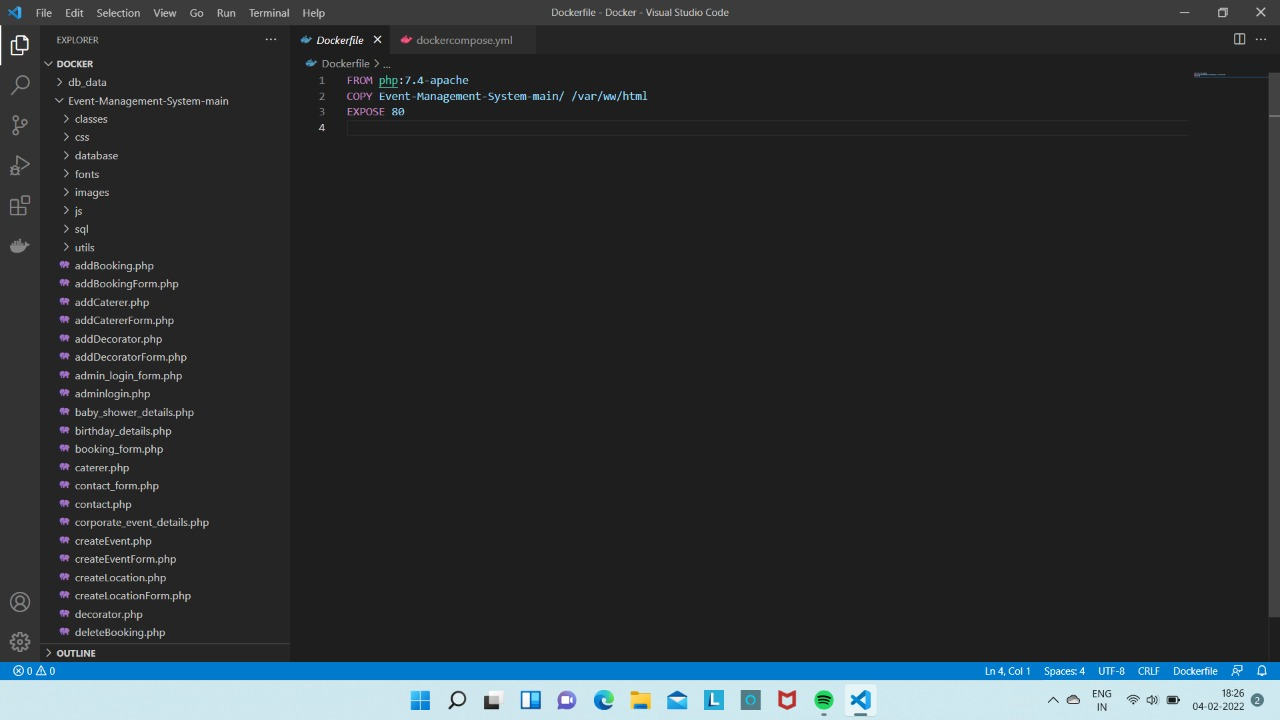 File Edit Selection View Go Run Terminal Help
Dockerfile - Docker - Visual Studio Code
EXPLORER
DOCKER
db_data
Event-Management-System-main
classes
css
database
fonts
images
js
sql
utils
addBooking.php
addBookingForm.php
addCaterer.php
addCatererForm.php
addDecorator.php
addDecoratorForm.php
admin_login_form.php
adminlogin.php
baby_shower_details.php
birthday_details.php
booking_form.php
caterer.php
contact_form.php
contact.php
corporate_event_details.php
createEvent.php
createEventForm.php
createLocation.php
createLocationForm.php
decorator.php
deleteBooking.php
OUTLINE
Dockerfile
dockercompose.yml
Dockerfile > ...
1 FROM php:7.4-apache
2 COPY Event-Management-System-main/ /var/ww/html
3 EXPOSE 80
4
0 0
Ln 4, Col 1 Spaces: 4 UTF-8 CRLF Dockerfile
ENG
IN
18:26
04-02-2022
2